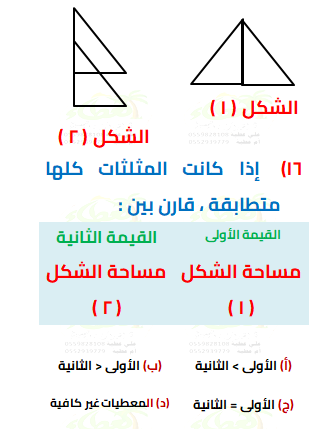 الشكل ( ١ )
الشكل ( ٢ )
١٦) إذا كانت المثلثات كلها
متطابقة ، قارن بين :
القيمة الأولى القيمة الثانية
مساحة الشكل مساحة الشكل
( ١ ) ( ٢ )
(أ) الأولى > الثانية (ب) الأولى < الثانية
(ج) الأولى = الثانية (د) المعطيات غير كافية